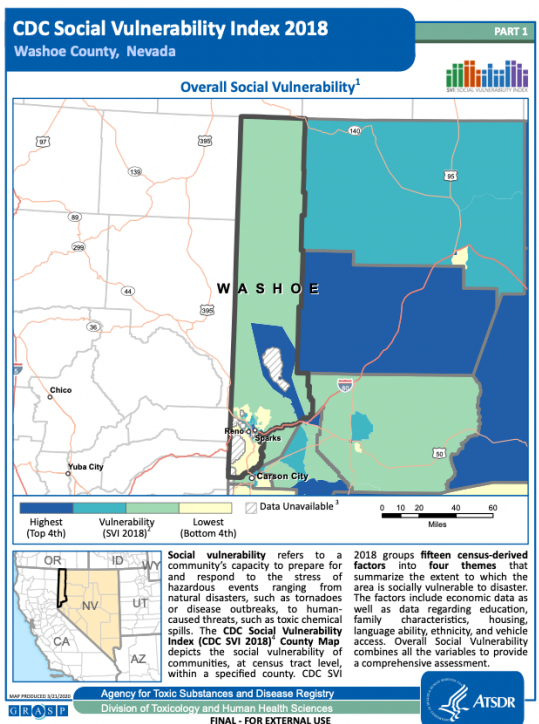 CDC Social Vulnerability Index 2018
PART 1
Washoe County, Nevada
SVI SOCIAL VULNERABILITY INDEX
Overall Social Vulnerability1
97
395
139
140
95
89
299
44
395
36
WASHOE
5
80
Chico
Reno
Sparks
50
Yuba City
Carson City
Highest
(Top 4th)
Vulnerability
(SVI 2018)2
Lowest
(Bottom 4th)
Data Unavailable 3
0 10 20 40 60
Miles
OR
ID
WY
NV
UT
CA
AZ
Social vulnerability refers to a
community's capacity to prepare for
and respond to the stress of
hazardous events ranging from
natural disasters, such as tornadoes
or disease outbreaks, to human-
caused threats, such as toxic chemical
spills. The CDC Social Vulnerability
Index (CDC SVI 2018)4 County Map
depicts the social vulnerability of
communities, at census tract level,
within a specified county. CDC SVI
2018 groups fifteen census-derived
factors into four themes that
summarize the extent to which the
area is socially vulnerable to disaster.
The factors include economic data as
well as data regarding education,
family characteristics, housing,
language ability, ethnicity, and vehicle
access. Overall Social Vulnerability
combines all the variables to provide
a comprehensive assessment.
MAP PRODUCED 3/21/2020
GRASP
Agency for Toxic Substances and Disease Registry
Division of Toxicology and Human Health Sciences
FINAL - FOR EXTERNAL USE
ATSDR